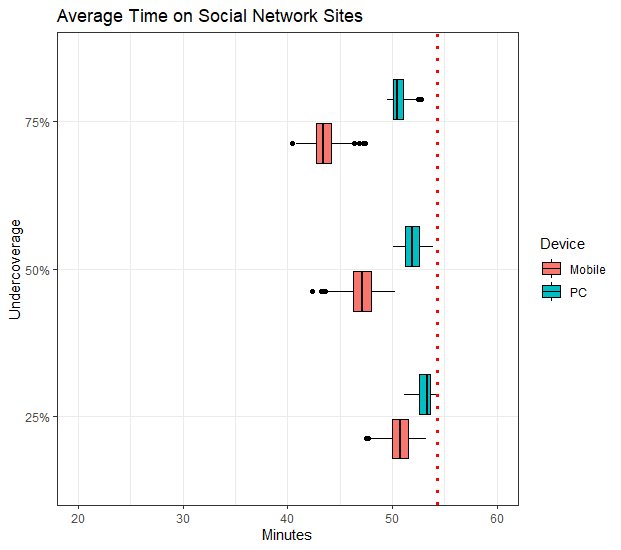 Average Time on Social Network Sites
75%
50%
25%
Undercoverage
20 30 40 50 60
Minutes
Device
Mobile
PC